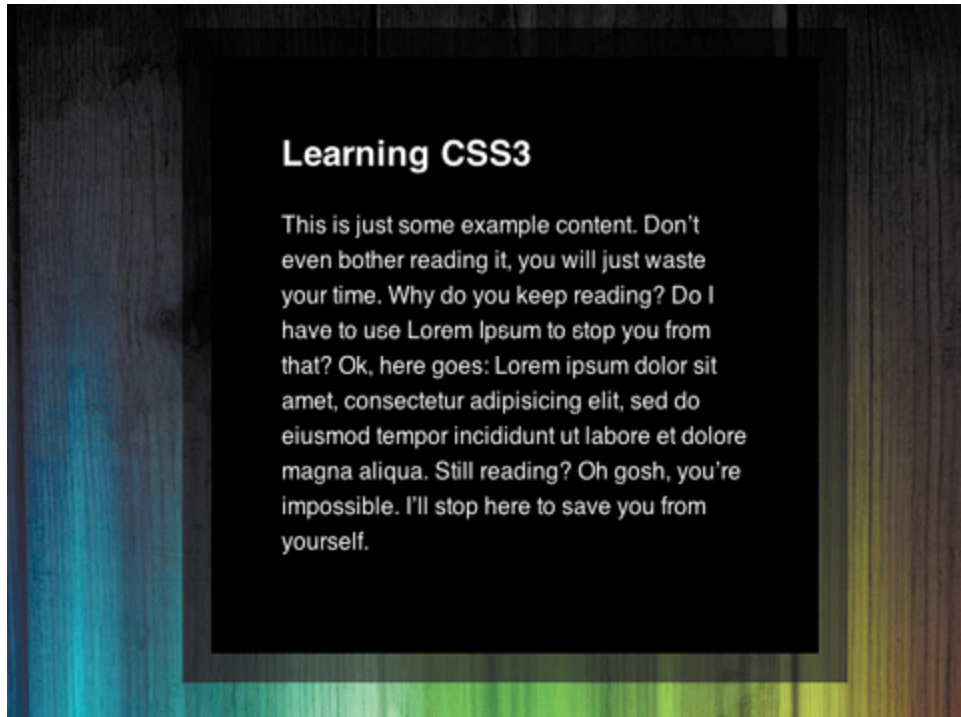 Learning CSS3
This is just some example content. Don’t
even bother reading it, you will just waste
your time. Why do you keep reading? Do I
have to use Lorem Ipsum to stop you from
that? Ok, here goes: Lorem ipsum dolor sit
amet, consectetur adipisicing elit, sed do
eiusmod tempor incididunt ut labore et dolore
magna aliqua. Still reading? Oh gosh, you’re
impossible. I’ll stop here to save you from
yourself.